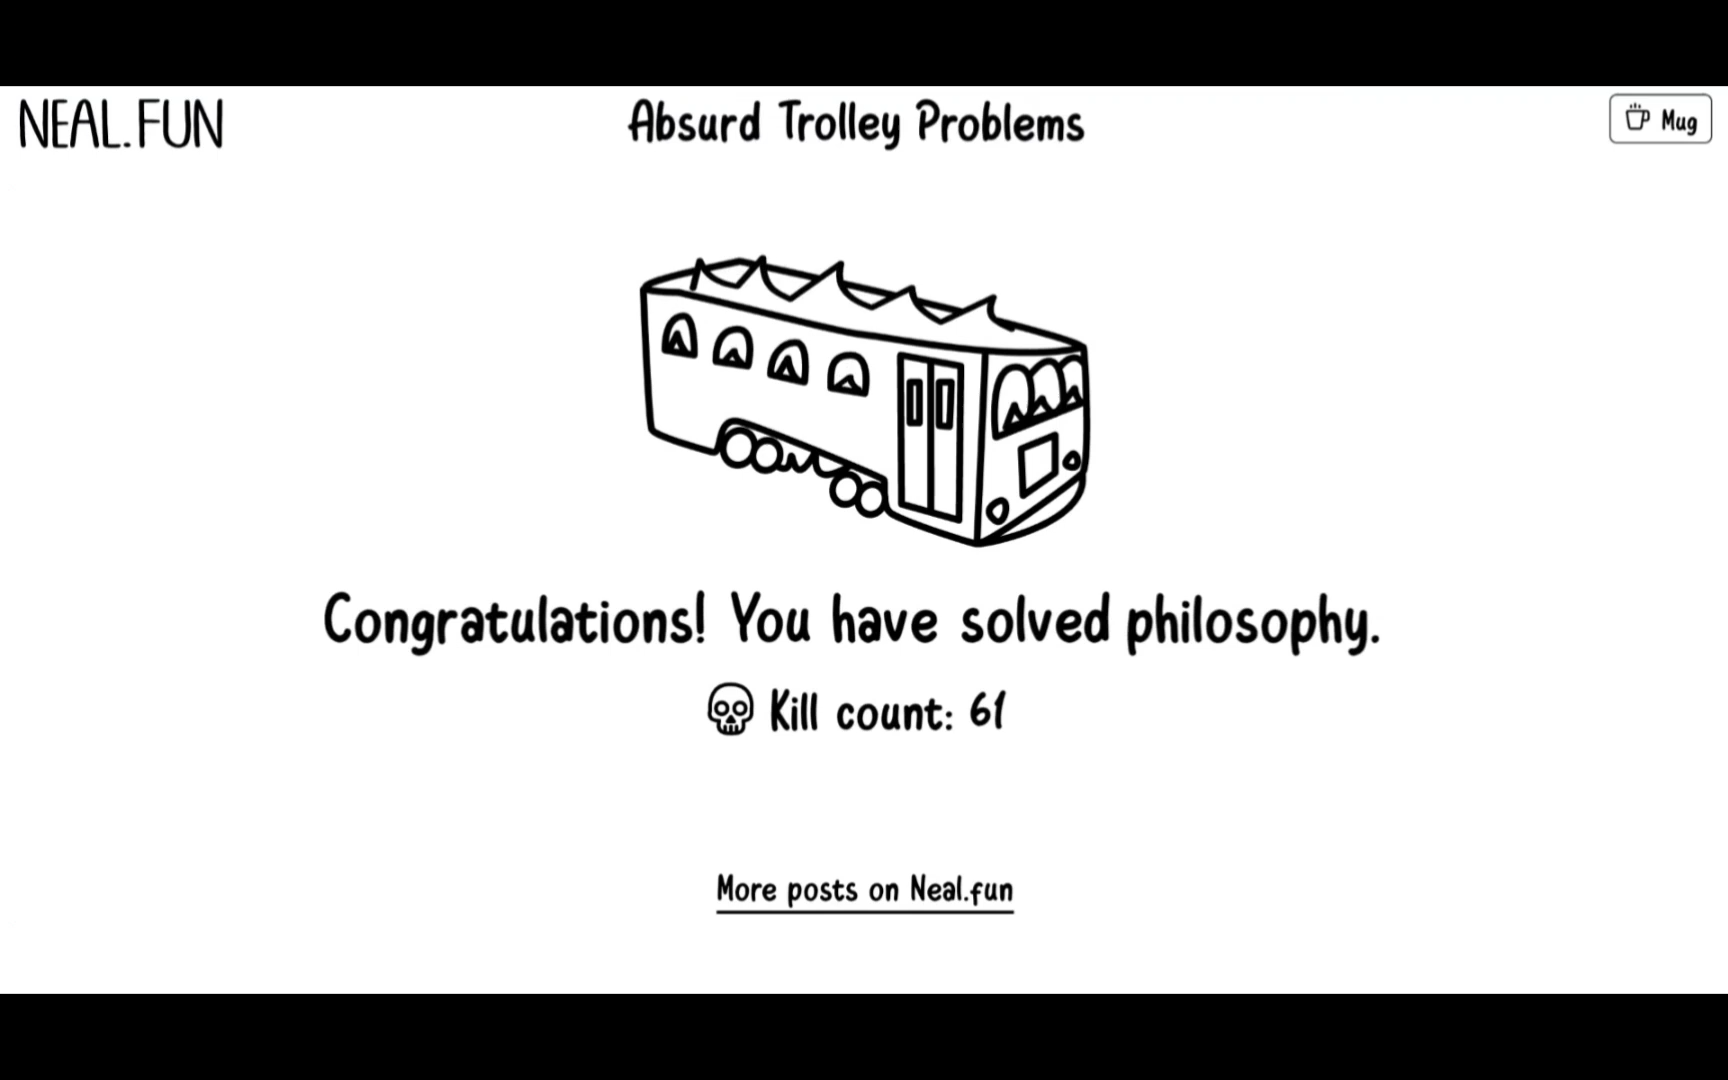 NEAL.FUN
Absurd Trolley Problems
Mug
Congratulations! You have solved philosophy.
Kill count: 61
More posts on Neal.fun